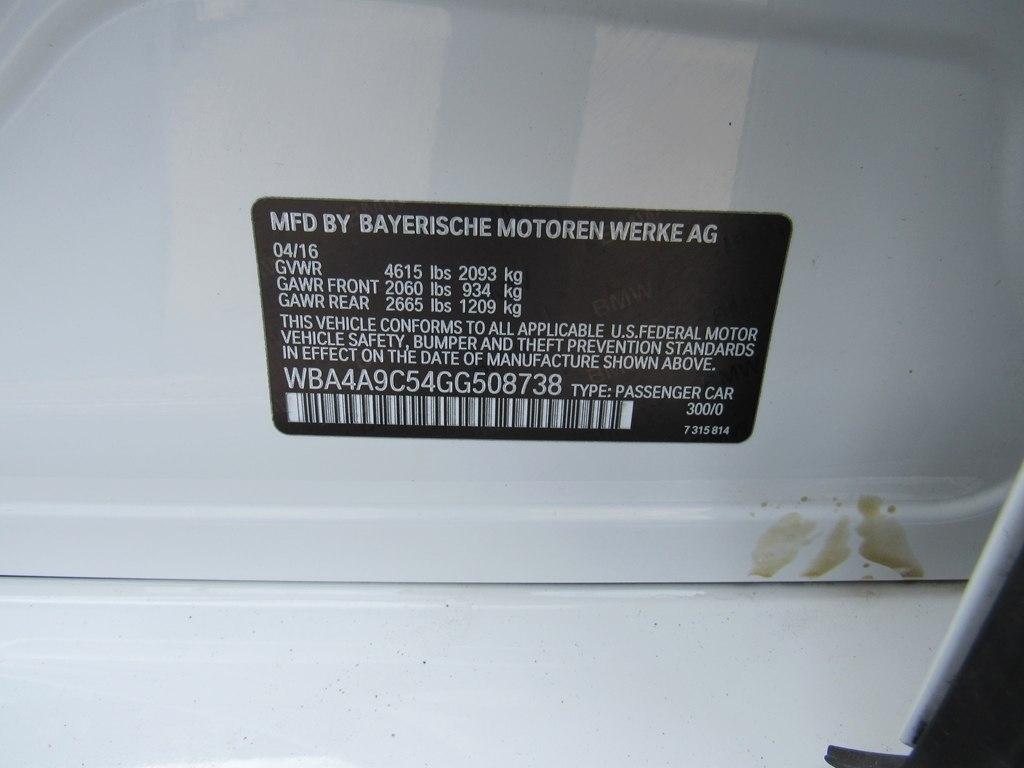 MFD BY BAYERISCHE MOTOREN WERKE AG
04/16
GVWR 4615 lbs 2093 kg
GAWR FRONT 2060 lbs 934 kg
GAWR REAR 2665 lbs 1209 kg
THIS VEHICLE CONFORMS TO ALL APPLICABLE U.S.FEDERAL MOTOR
VEHICLE SAFETY, BUMPER AND THEFT PREVENTION STANDARDS
IN EFFECT ON THE DATE OF MANUFACTURE SHOWN ABOVE.
WBA4A9C54GG508738 TYPE: PASSENGER CAR
300/0
7 315 814
BMW